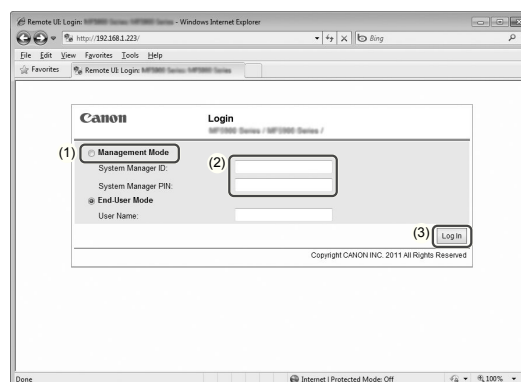 Remote UI: Login: - Windows Internet Explorer
http://192.168.1.223/
Bing
File Edit View Favorites Tools Help
Favorites
Remote UI: Login:
Canon
Login
(1)
Management Mode
(2)
System Manager ID:
System Manager PIN:
End-User Mode
User Name:
(3)
Log In
Copyright CANON INC. 2011 All Rights Reserved
Done
Internet | Protected Mode: Off
100%